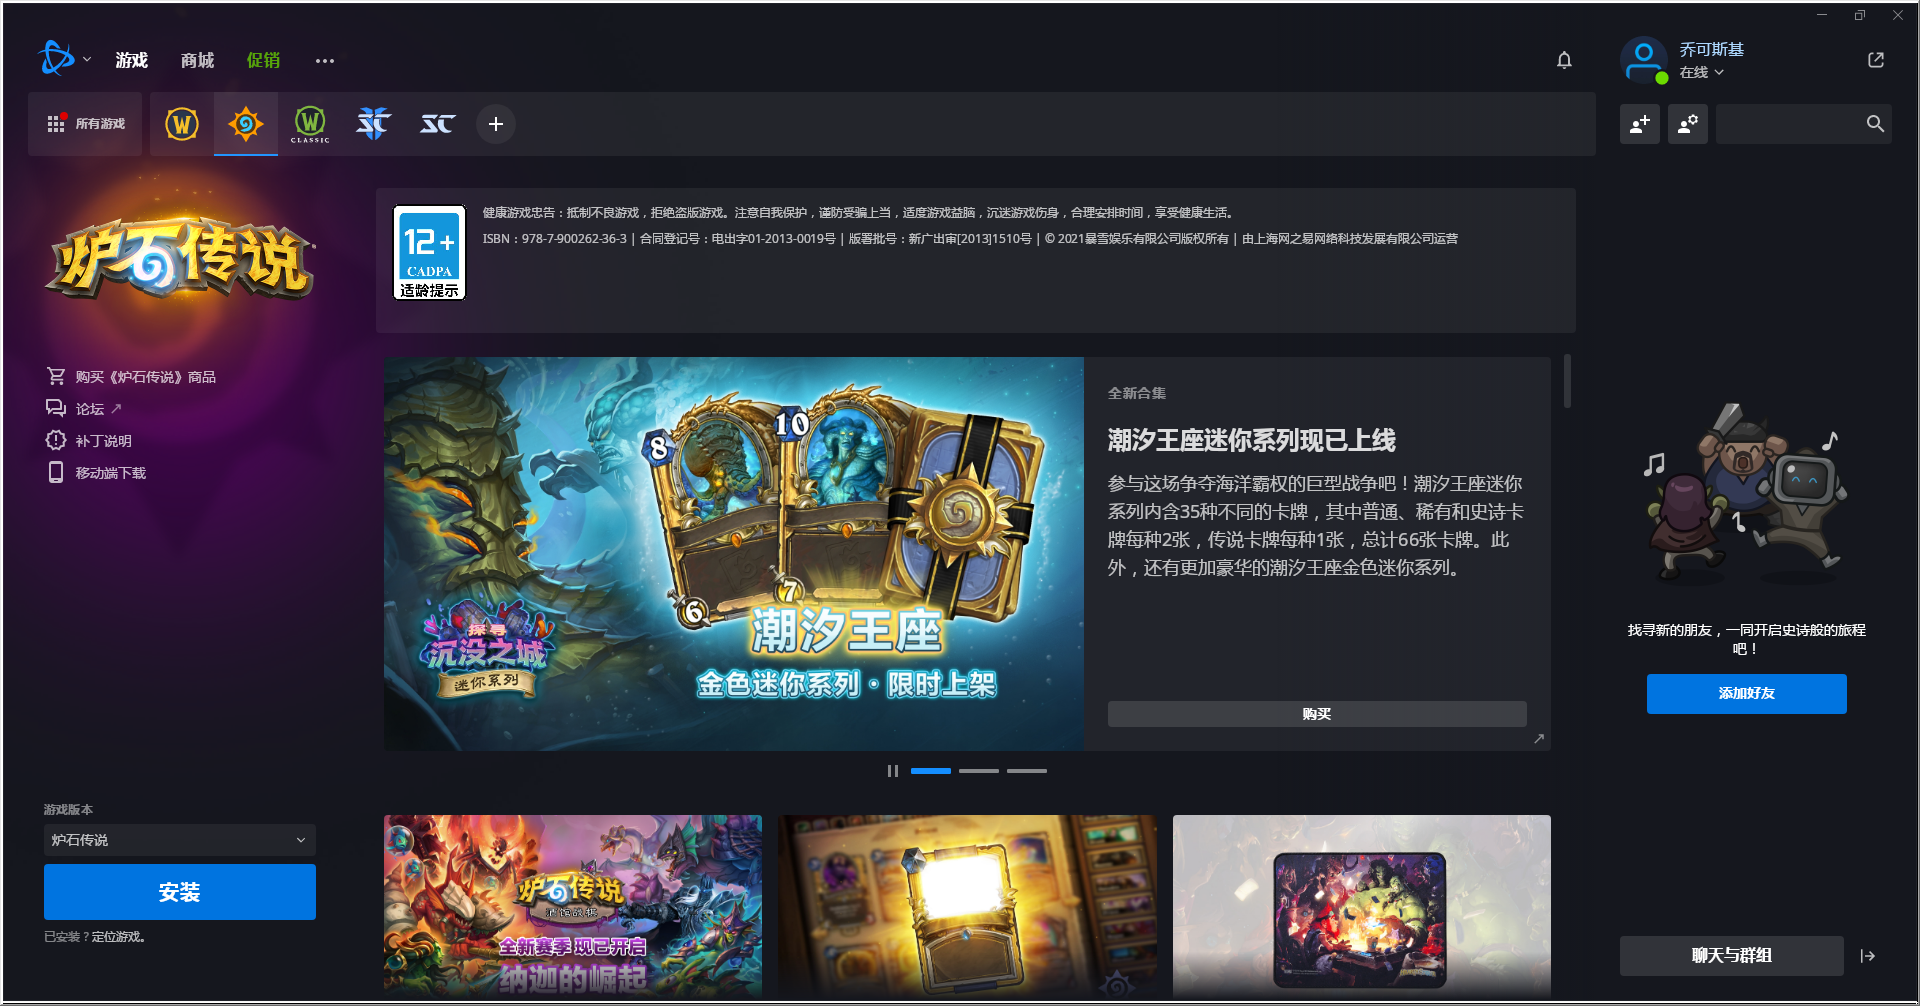 游戏
商城
促销
乔可斯基
在线
所有游戏
CLASSIC
炉石传说
12+
CADPA
适龄提示
健康游戏忠告：抵制不良游戏，拒绝盗版游戏。注意自我保护，谨防受骗上当，适度游戏益脑，沉迷游戏伤身，合理安排时间，享受健康生活。
ISBN：978-7-900262-36-3 | 合同登记号：电出字01-2013-0019号 | 版署批号：新广出审[2013]1510号 | © 2021暴雪娱乐有限公司版权所有 | 由上海网之易网络科技发展有限公司运营
购买《炉石传说》商品
论坛
补丁说明
移动端下载
8
10
6
7
潮汐王座
金色迷你系列·限时上架
探寻
沉没之城
迷你系列
全新合集
潮汐王座迷你系列现已上线
参与这场争夺海洋霸权的巨型战争吧！潮汐王座迷你
系列内含35种不同的卡牌，其中普通、稀有和史诗卡
牌每种2张，传说卡牌每种1张，总计66张卡牌。此
外，还有更加豪华的潮汐王座金色迷你系列。
购买
找寻新的朋友，一同开启史诗般的旅程
吧！
添加好友
游戏版本
炉石传说
安装
已安装？定位游戏。
炉石传说
酒馆战棋
全新赛季 现已开启
纳迦的崛起
聊天与群组